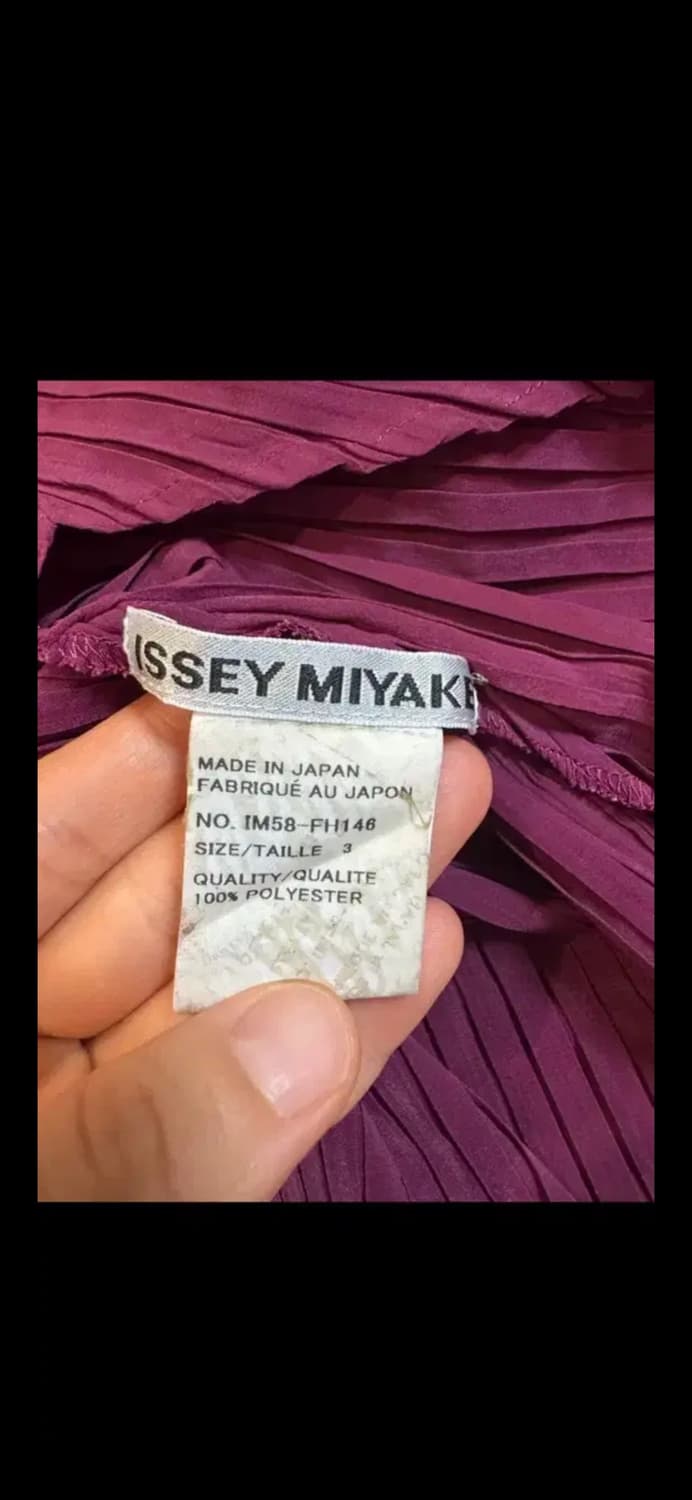 ISSEY MIYAKE
MADE IN JAPAN
FABRIQUÉ AU JAPON
NO. IM58-FH146
SIZE/TAILLE 3
QUALITY/QUALITE
100% POLYESTER